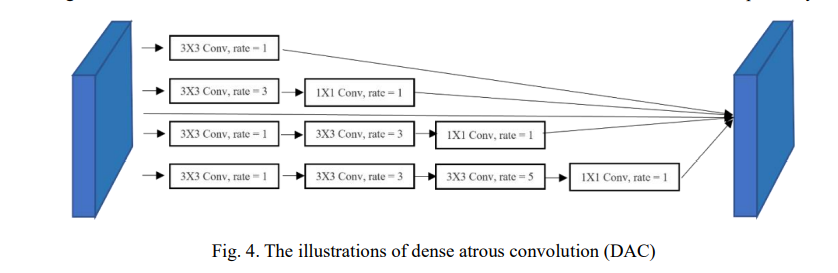 3X3 Conv, rate = 1
3X3 Conv, rate = 3 1X1 Conv, rate = 1
3X3 Conv, rate = 1 3X3 Conv, rate = 3 1X1 Conv, rate = 1
3X3 Conv, rate = 1 3X3 Conv, rate = 3 3X3 Conv, rate = 5 1X1 Conv, rate = 1
Fig. 4. The illustrations of dense atrous convolution (DAC)